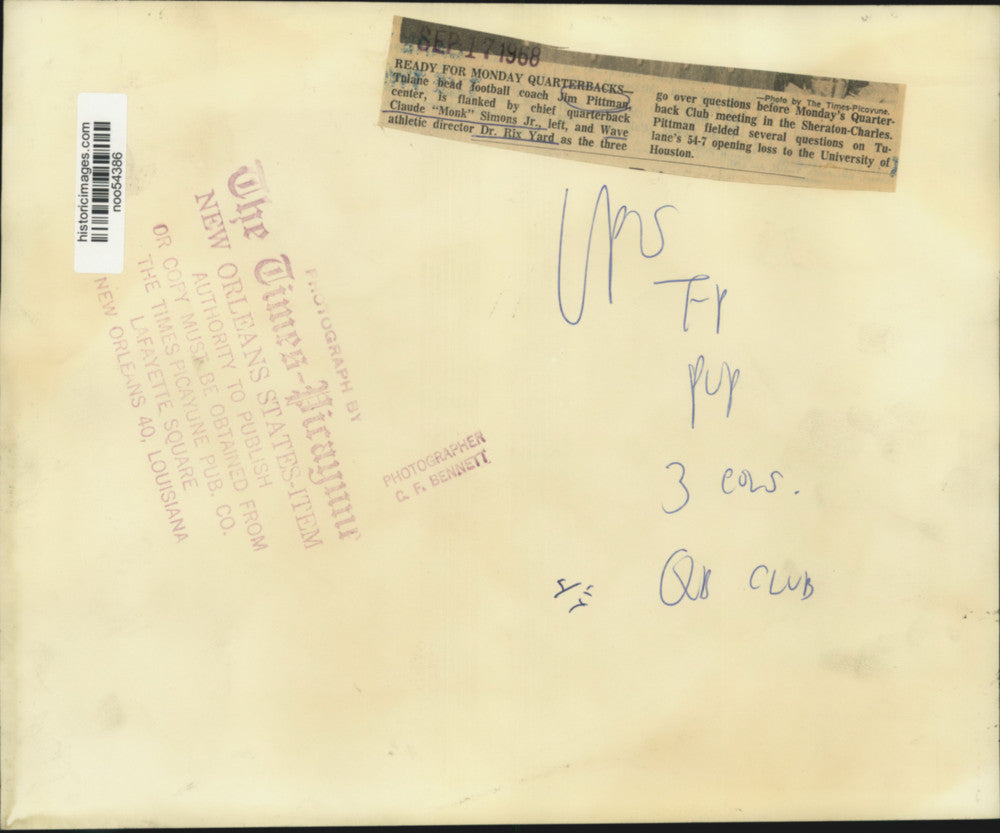 SEP 17 1968
READY FOR MONDAY QUARTERBACKS—
Tulane head football coach Jim Pittman,
center, is flanked by chief quarterback
Claude "Monk" Simons Jr., left, and Wave
athletic director Dr. Rix Yard as the three
—Photo by The Times-Picayune.
go over questions before Monday's Quarter-
back Club meeting in the Sheraton-Charles.
Pittman fielded several questions on Tu-
lane's 54-7 opening loss to the University of
Houston.
historicimages.com
noo54386
PHOTOGRAPH BY
The Times-Picayune
NEW ORLEANS STATES-ITEM
AUTHORITY TO PUBLISH
OR COPY MUST BE OBTAINED FROM
THE TIMES PICAYUNE PUB. CO.
LAFAYETTE SQUARE
NEW ORLEANS 40, LOUISIANA
PHOTOGRAPHER
G. F. BENNETT
PUP
3 COLS.
QB CLUB